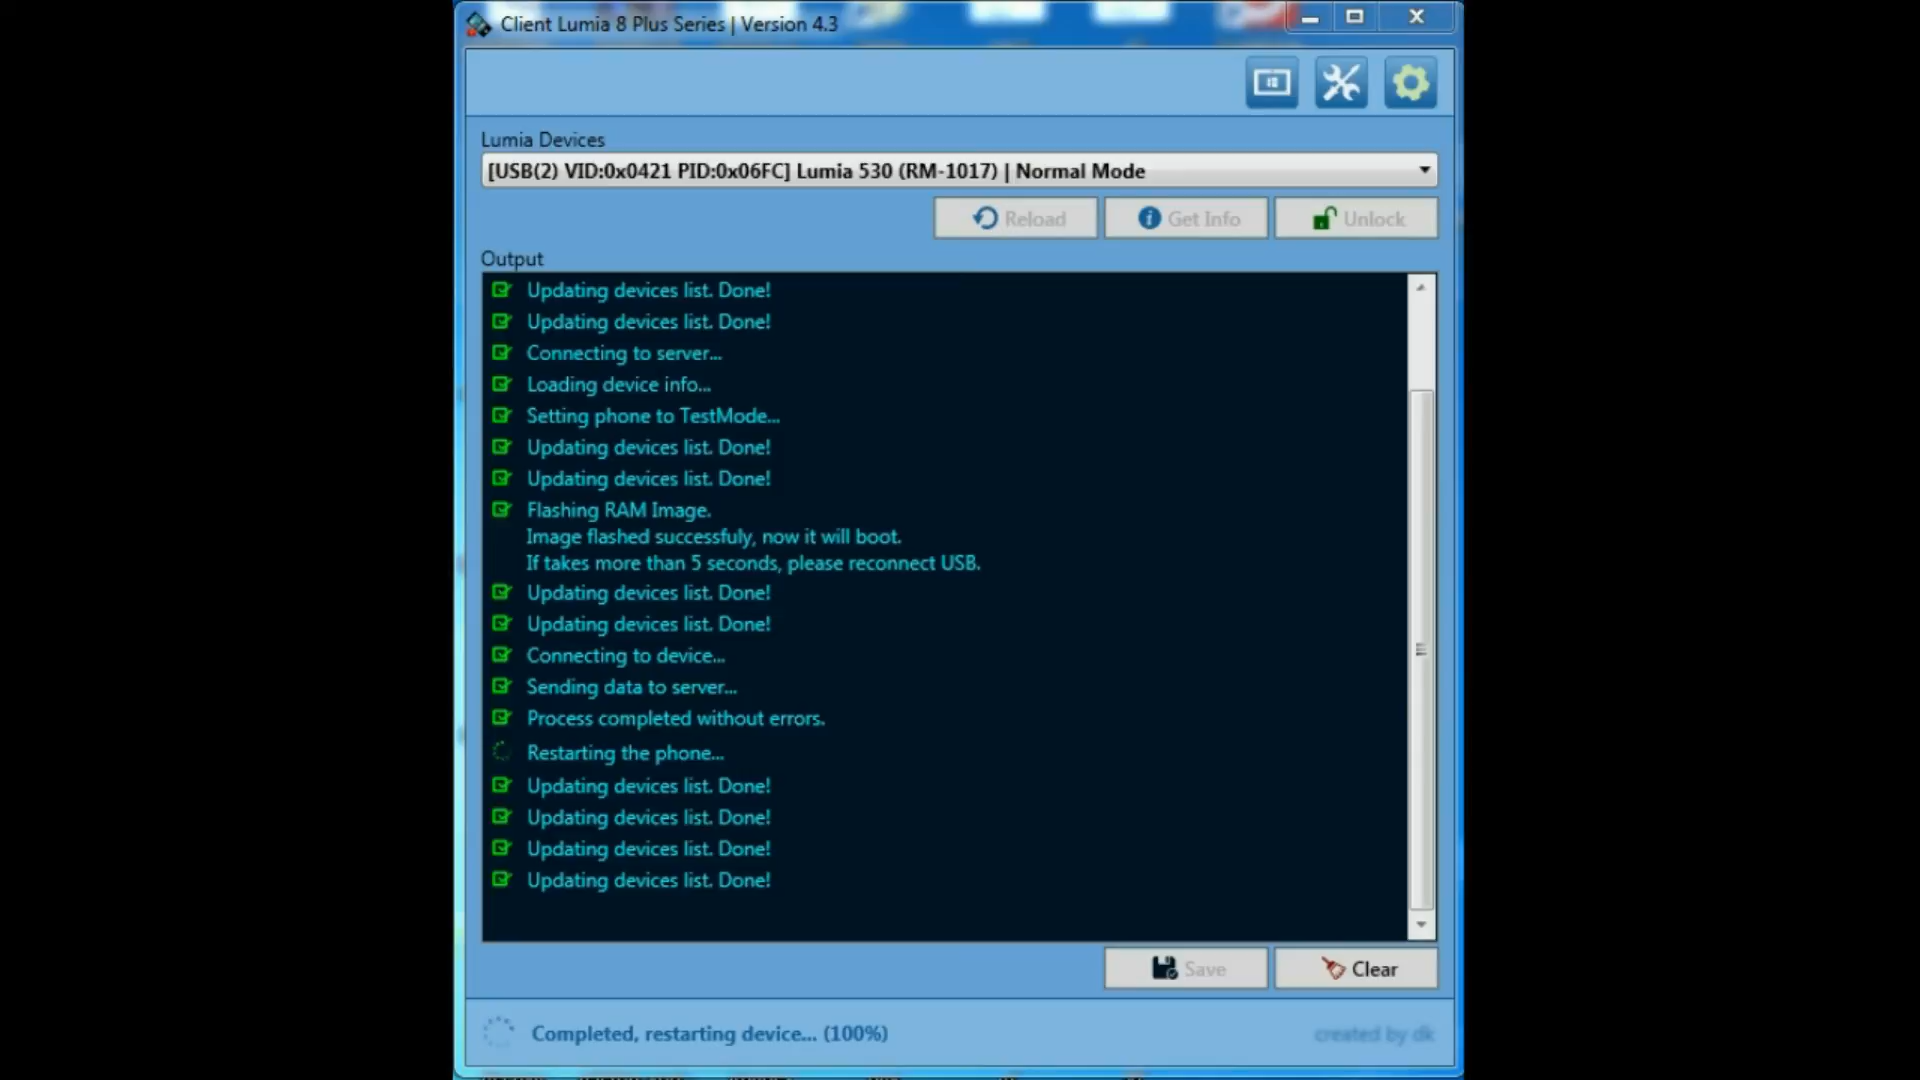 Client Lumia 8 Plus Series | Version 4.3
Lumia Devices
[USB(2) VID:0x0421 PID:0x06FC] Lumia 530 (RM-1017) | Normal Mode
Reload
Get Info
Unlock
Output
Updating devices list. Done!
Updating devices list. Done!
Connecting to server...
Loading device info...
Setting phone to TestMode...
Updating devices list. Done!
Updating devices list. Done!
Flashing RAM Image.
Image flashed successfuly, now it will boot.
If takes more than 5 seconds, please reconnect USB.
Updating devices list. Done!
Updating devices list. Done!
Connecting to device...
Sending data to server...
Process completed without errors.
Restarting the phone...
Updating devices list. Done!
Updating devices list. Done!
Updating devices list. Done!
Updating devices list. Done!
Save
Clear
Completed, restarting device... (100%)
created by dk